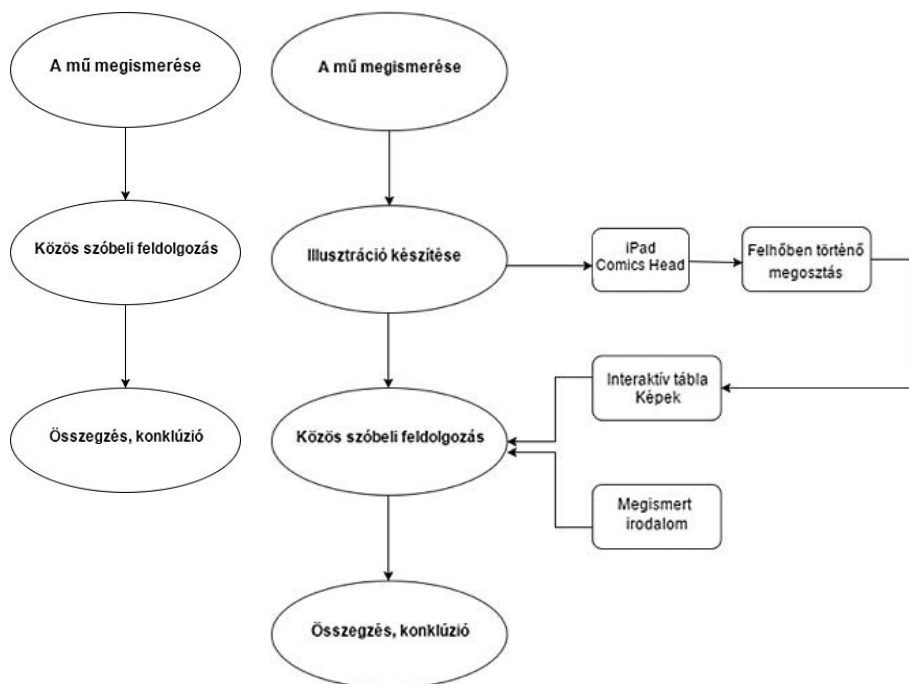 A mű megismerése
Közös szóbeli feldolgozás
Összegzés, konklúzió
A mű megismerése
Illusztráció készítése
iPad
Comics Head
Felhőben történő
megosztás
Interaktív tábla
Képek
Közös szóbeli feldolgozás
Megismert
irodalom
Összegzés, konklúzió